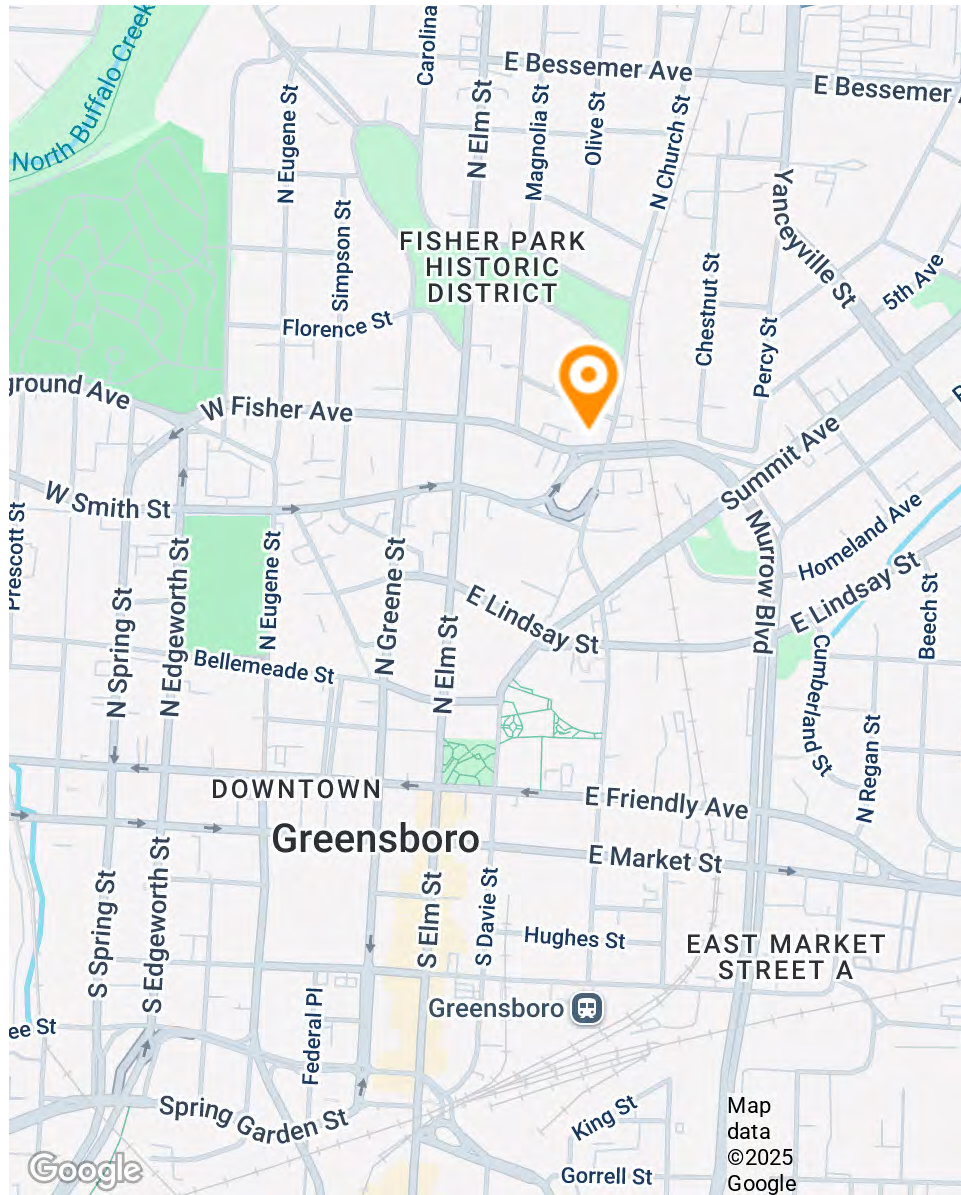 North Buffalo Creek
Carolina
E Bessemer Ave
E Bessemer A
N Elm St
Magnolia St
Olive St
N Church St
N Eugene St
Simpson St
Yanceyville St
FISHER PARK
HISTORIC
DISTRICT
5th Ave
Chestnut St
Percy St
Florence St
ground Ave
W Fisher Ave
Summit Ave
W Smith St
Prescott St
N Spring St
N Edgeworth St
N Eugene St
N Greene St
N Elm St
E Lindsay St
Murrow Blvd
Homeland Ave
E Lindsay St
Beech St
Cumberland St
N Regan St
Bellemeade St
DOWNTOWN
Greensboro
E Friendly Ave
E Market St
S Spring St
S Edgeworth St
S Elm St
S Davie St
Hughes St
EAST MARKET
STREET A
Greensboro
Federal Pl
ee St
Spring Garden St
King St
Gorrell St
Map
data
©2025
Google
Google